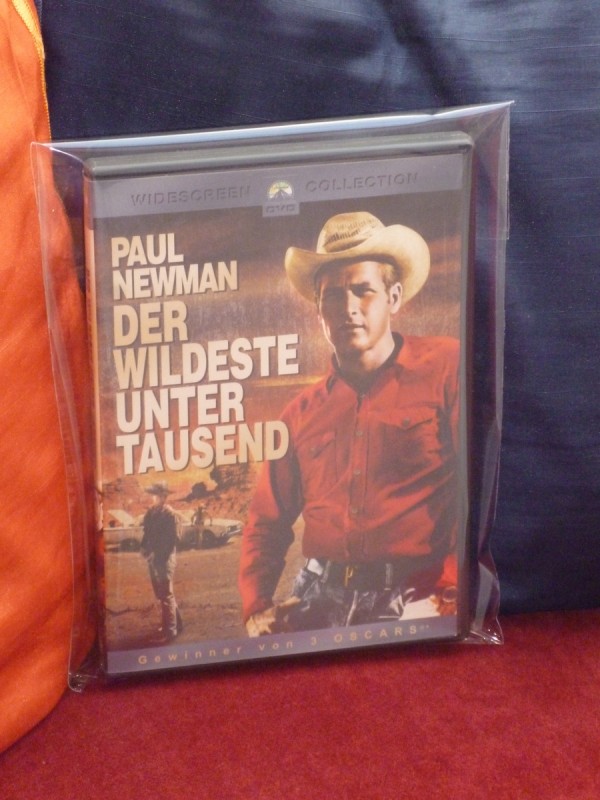 WIDESCREEN DVD COLLECTION
PAUL
NEWMAN
DER
WILDESTE
UNTER
TAUSEND
Gewinner von 3 OSCARS